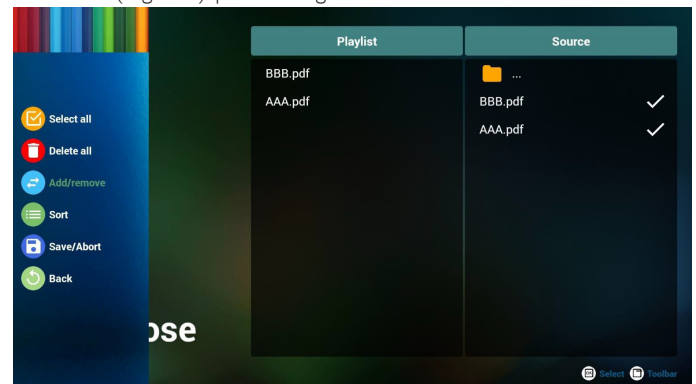 Playlist
Source
BBB.pdf
AAA.pdf
...
BBB.pdf
AAA.pdf
Select all
Delete all
Add/remove
Sort
Save/Abort
Back
ose
Select
Toolbar